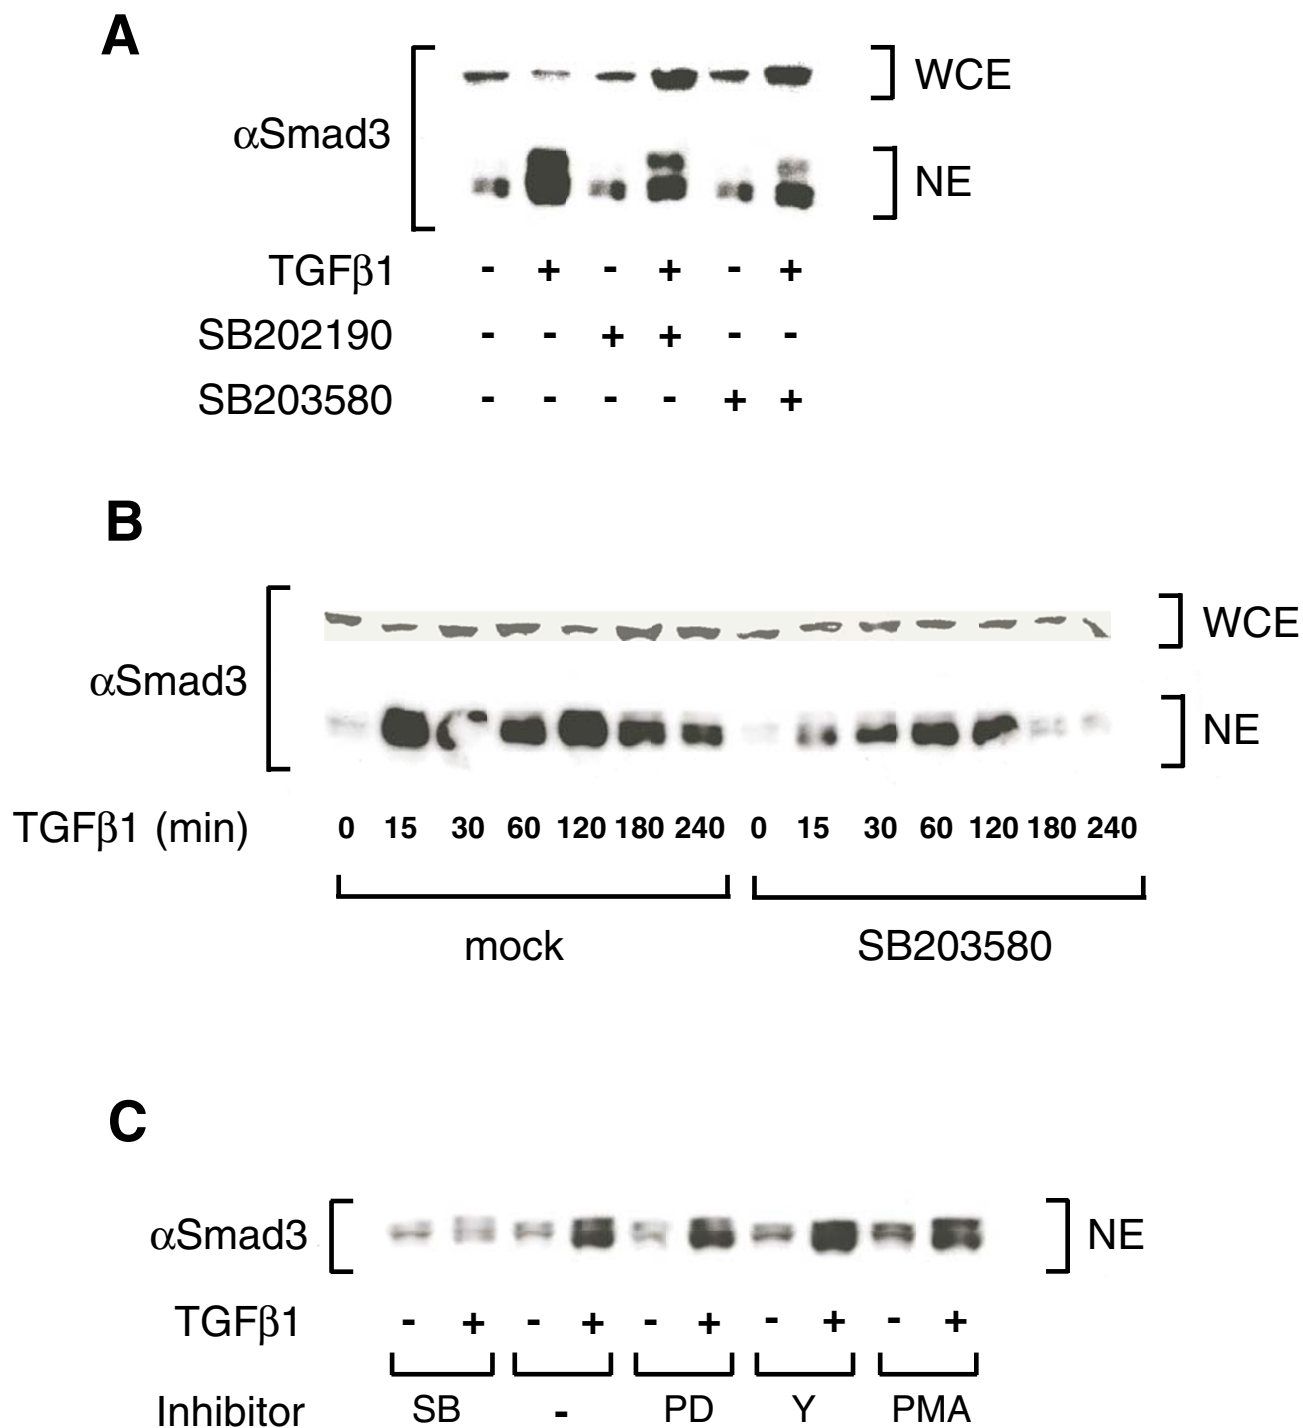 A
WCE
αSmad3
NE
TGFβ1 - + - + - +
SB202190 - - + + - -
SB203580 - - - - + +
B
WCE
αSmad3
NE
TGFβ1 (min) 0 15 30 60 120 180 240 0 15 30 60 120 180 240
mock SB203580
C
αSmad3 NE
TGFβ1 - + - + - + - + - +
Inhibitor SB - PD Y PMA